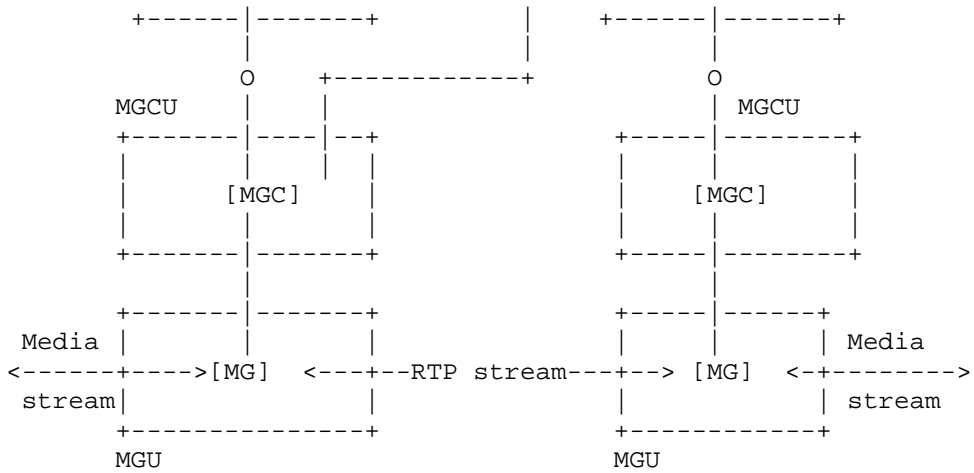 O O
MGCU MGCU
[MGC] [MGC]
Media Media
<------+---->[MG] <---+--RTP stream---+--> [MG] <-+-------->
stream stream
MGU MGU